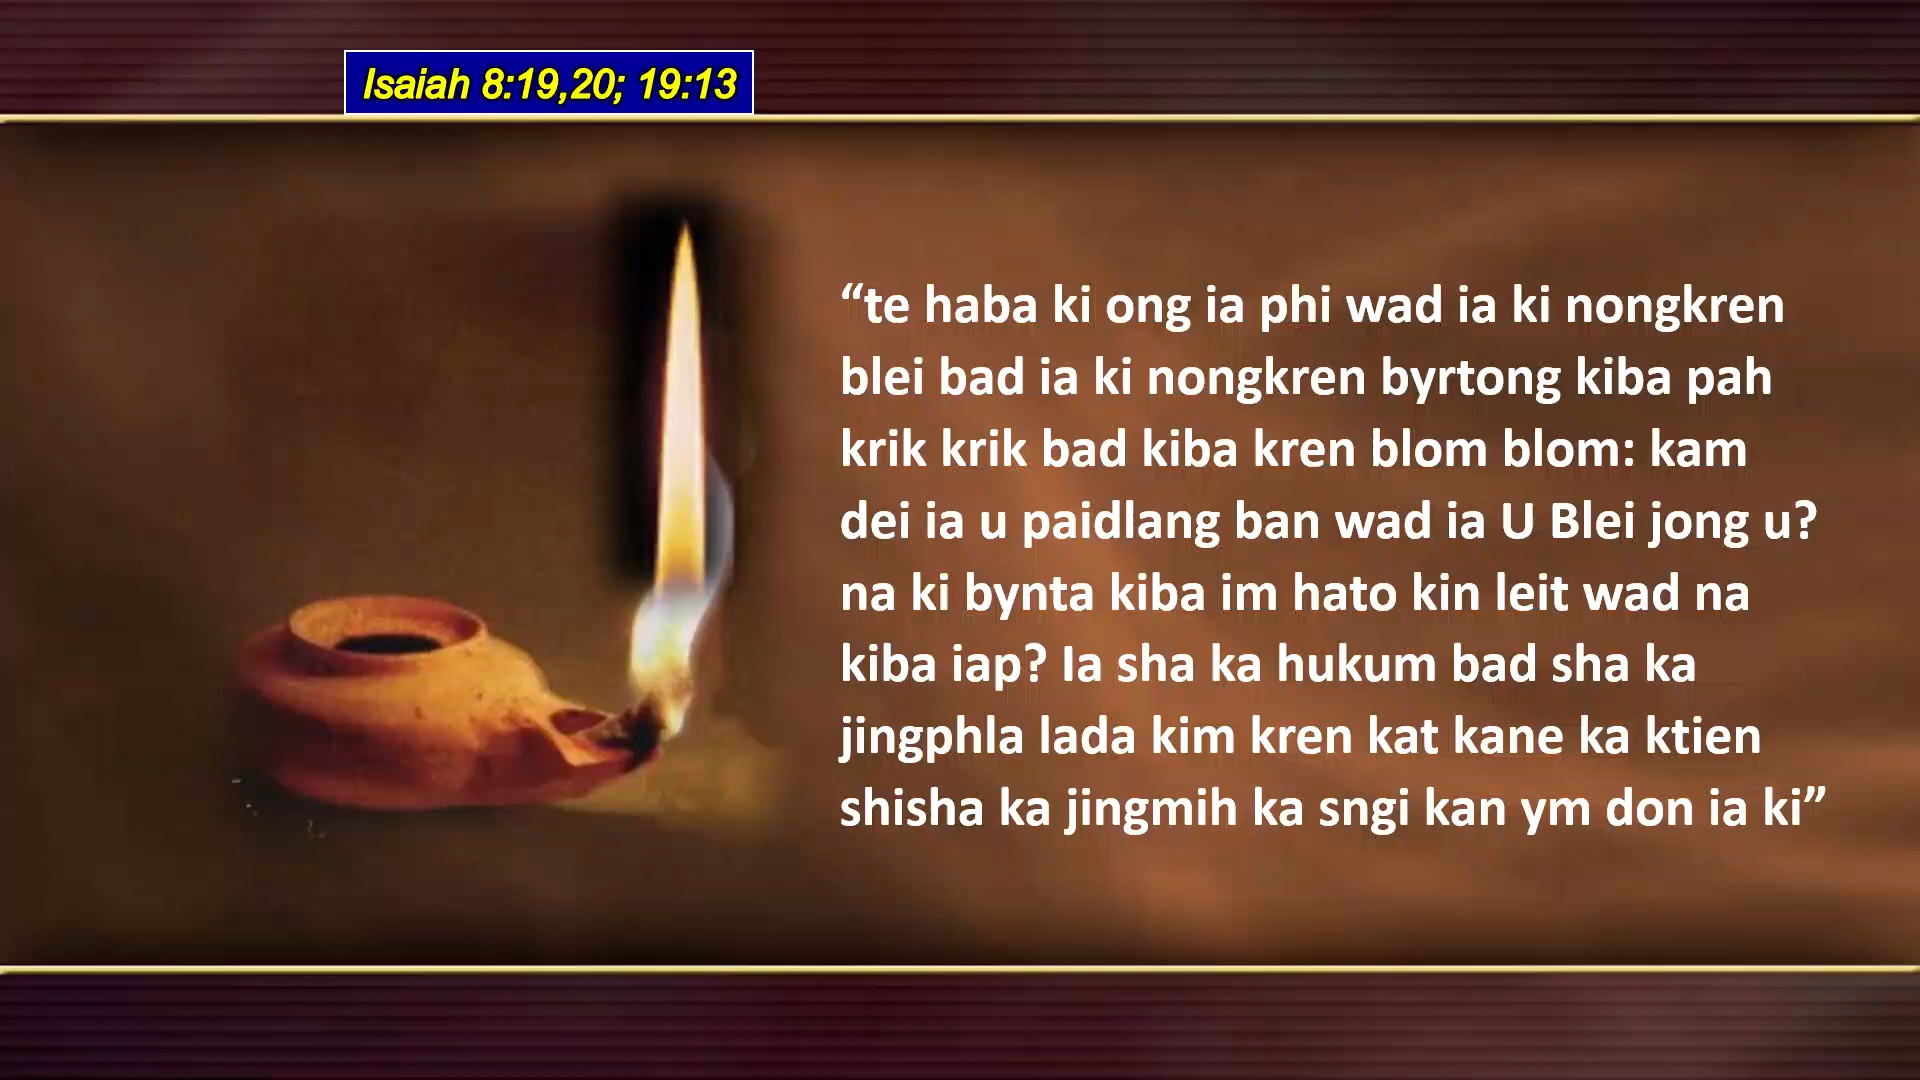 Isaiah 8:19,20; 19:13
“te haba ki ong ia phi wad ia ki nongkren
blei bad ia ki nongkren byrtong kiba pah
krik krik bad kiba kren blom blom: kam
dei ia u paidlang ban wad ia U Blei jong u?
na ki bynta kiba im hato kin leit wad na
kiba iap? Ia sha ka hukum bad sha ka
jingphla lada kim kren kat kane ka ktien
shisha ka jingmih ka sngi kan ym don ia ki”